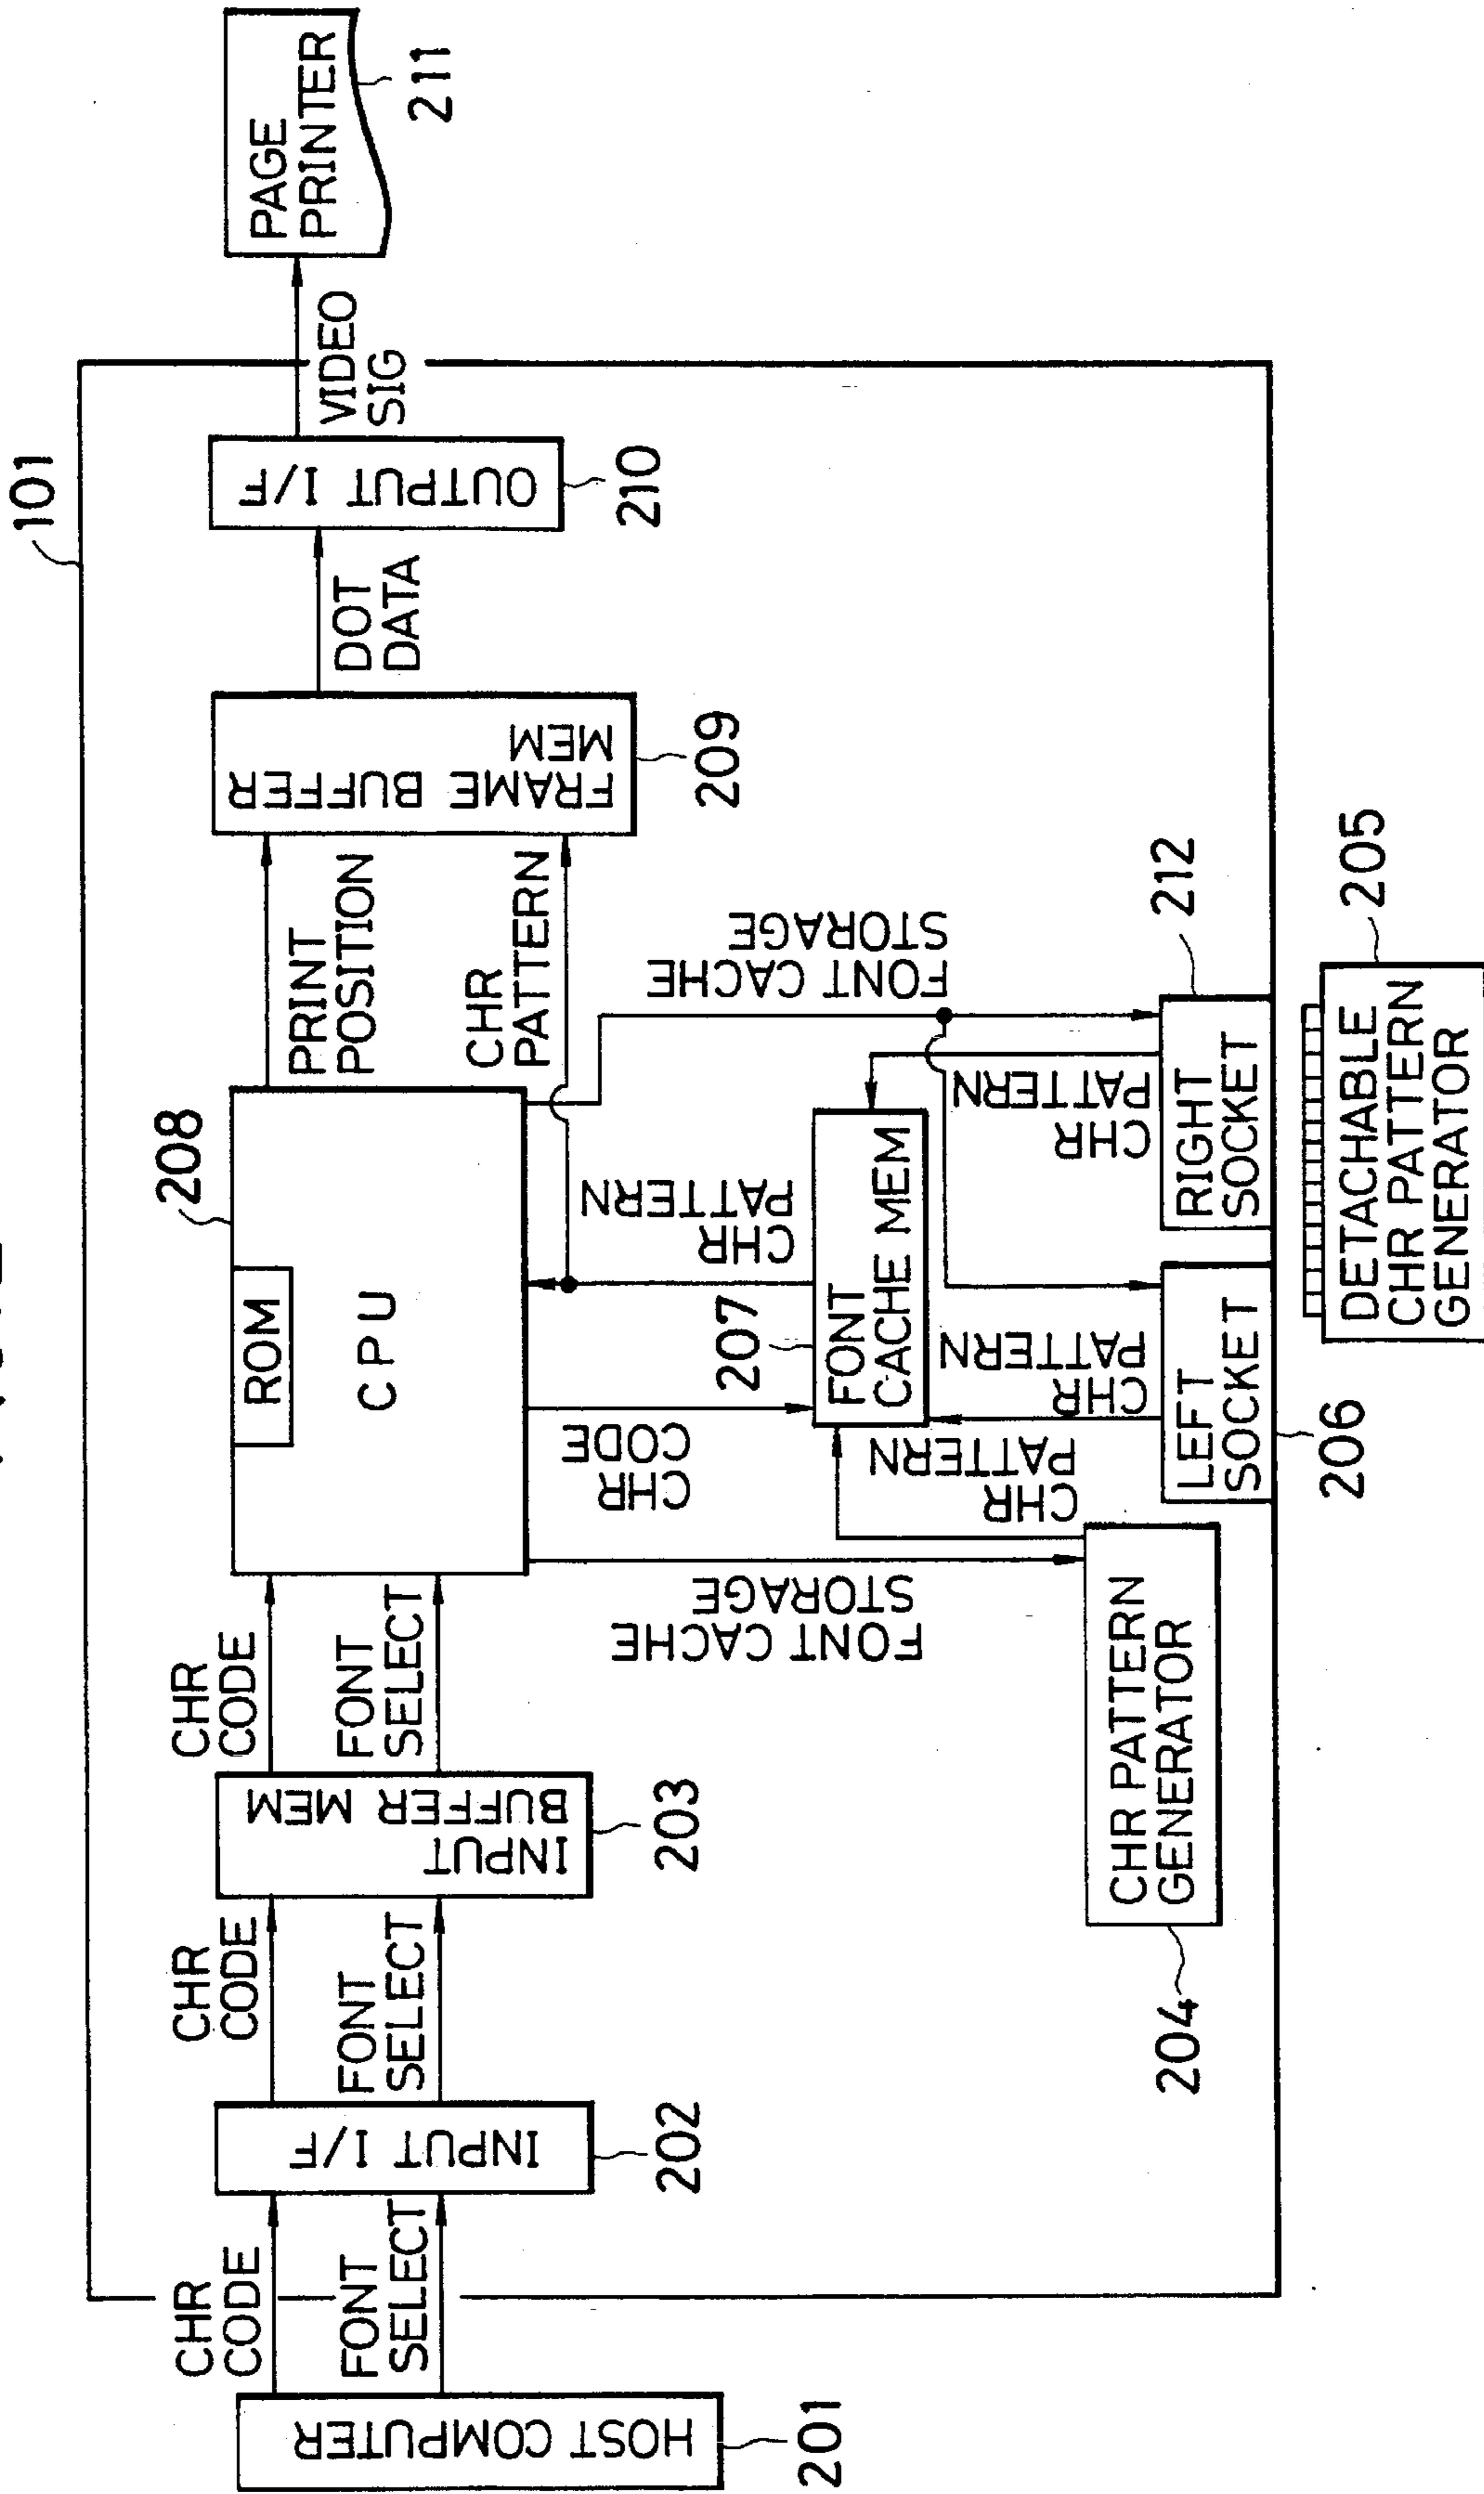 101
HOST COMPUTER
201
CHR
CODE
FONT
SELECT
INPUT I/F
202
CHR
CODE
FONT
SELECT
INPUT
BUFFER MEM
203
CHR
CODE
FONT
SELECT
208
ROM
CPU
PRINT
POSITION
CHR
PATTERN
FRAME BUFFER
MEM
209
DOT
DATA
OUTPUT I/F
210
VIDEO
SIG
PAGE
PRINTER
211
FONT CACHE
STORAGE
CHR
CODE
207
CHR
PATTERN
FONT CACHE
STORAGE
FONT
CACHE MEM
CHR
PATTERN
CHR
PATTERN
CHR
PATTERN
204
CHR PATTERN
GENERATOR
LEFT
SOCKET
206
RIGHT
SOCKET
212
DETACHABLE
CHR PATTERN
GENERATOR
205